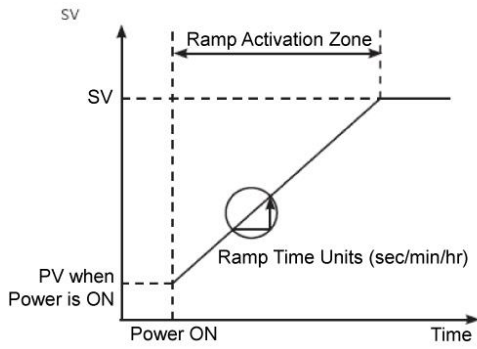 SV
Ramp Activation Zone
SV
Ramp Time Units (sec/min/hr)
PV when
Power is ON
Power ON
Time